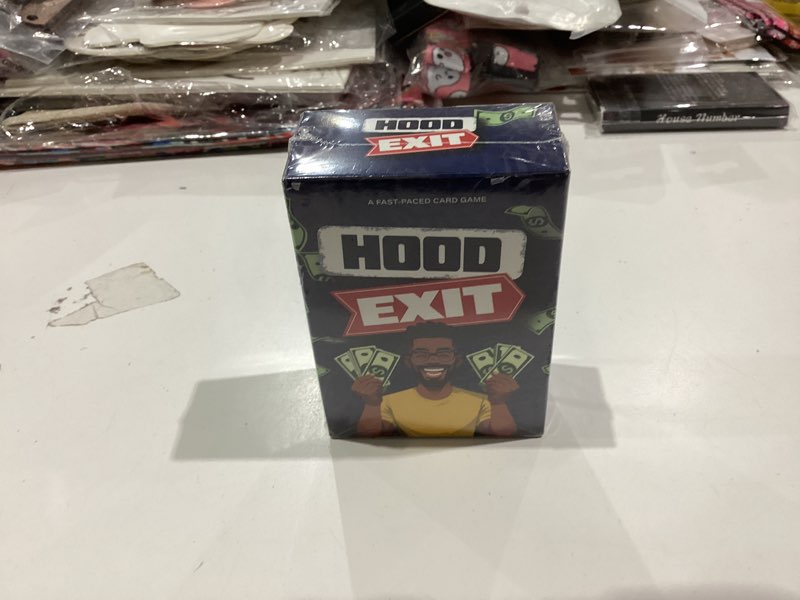 HOOD
EXIT
House Number
A FAST-PACED CARD GAME
HOOD
EXIT